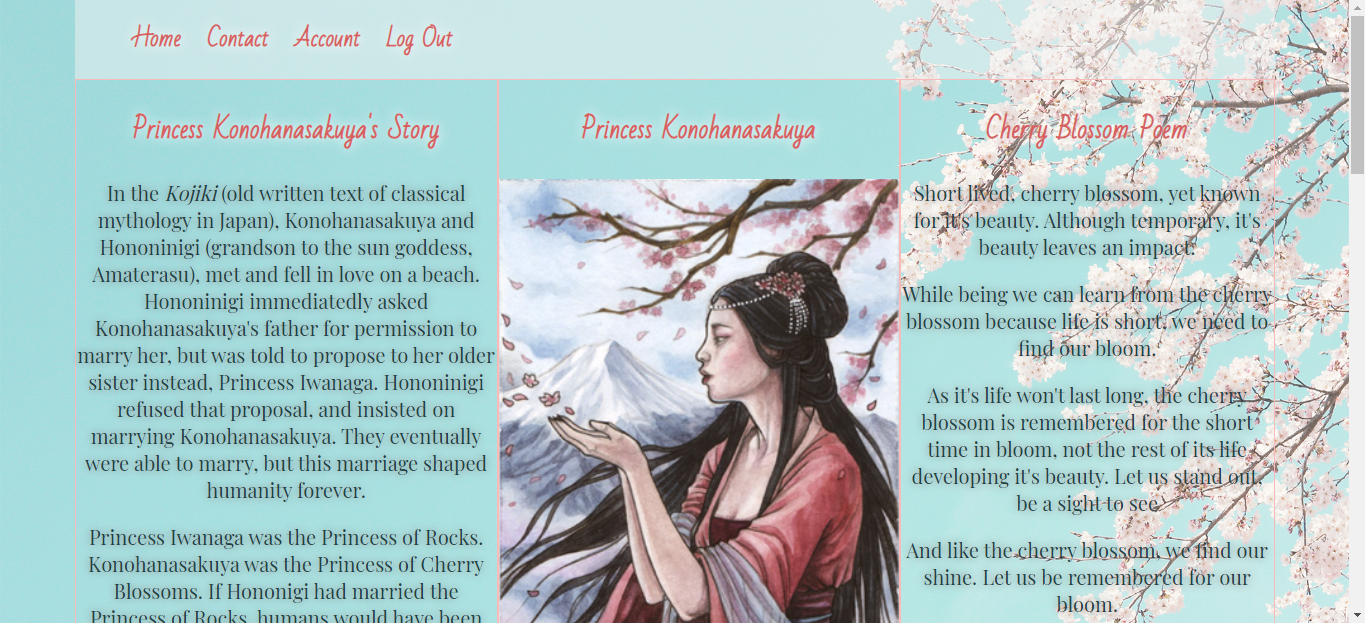 Home Contact Account Log Out
Princess Konohanasakuya's Story
In the Kojiki (old written text of classical
mythology in Japan), Konohanasakuya and
Hononinigi (grandson to the sun goddess,
Amaterasu), met and fell in love on a beach.
Hononinigi immediatedly asked
Konohanasakuya's father for permission to
marry her, but was told to propose to her older
sister instead, Princess Iwanaga. Hononinigi
refused that proposal, and insisted on
marrying Konohanasakuya. They eventually
were able to marry, but this marriage shaped
humanity forever.
Princess Iwanaga was the Princess of Rocks.
Konohanasakuya was the Princess of Cherry
Blossoms. If Hononigi had married the
Princess of Rocks, humans would have been
Princess Konohanasakuya
Cherry Blossom Poem
Short lived, cherry blossom, yet known
for it's beauty. Although temporary, it's
beauty leaves an impact.
While being we can learn from the cherry
blossom because life is short, we need to
find our bloom.
As it's life won't last long, the cherry
blossom is remembered for the short
time in bloom, not the rest of its life
developing it's beauty. Let us stand out,
be a sight to see.
And like the cherry blossom, we find our
shine. Let us be remembered for our
bloom.